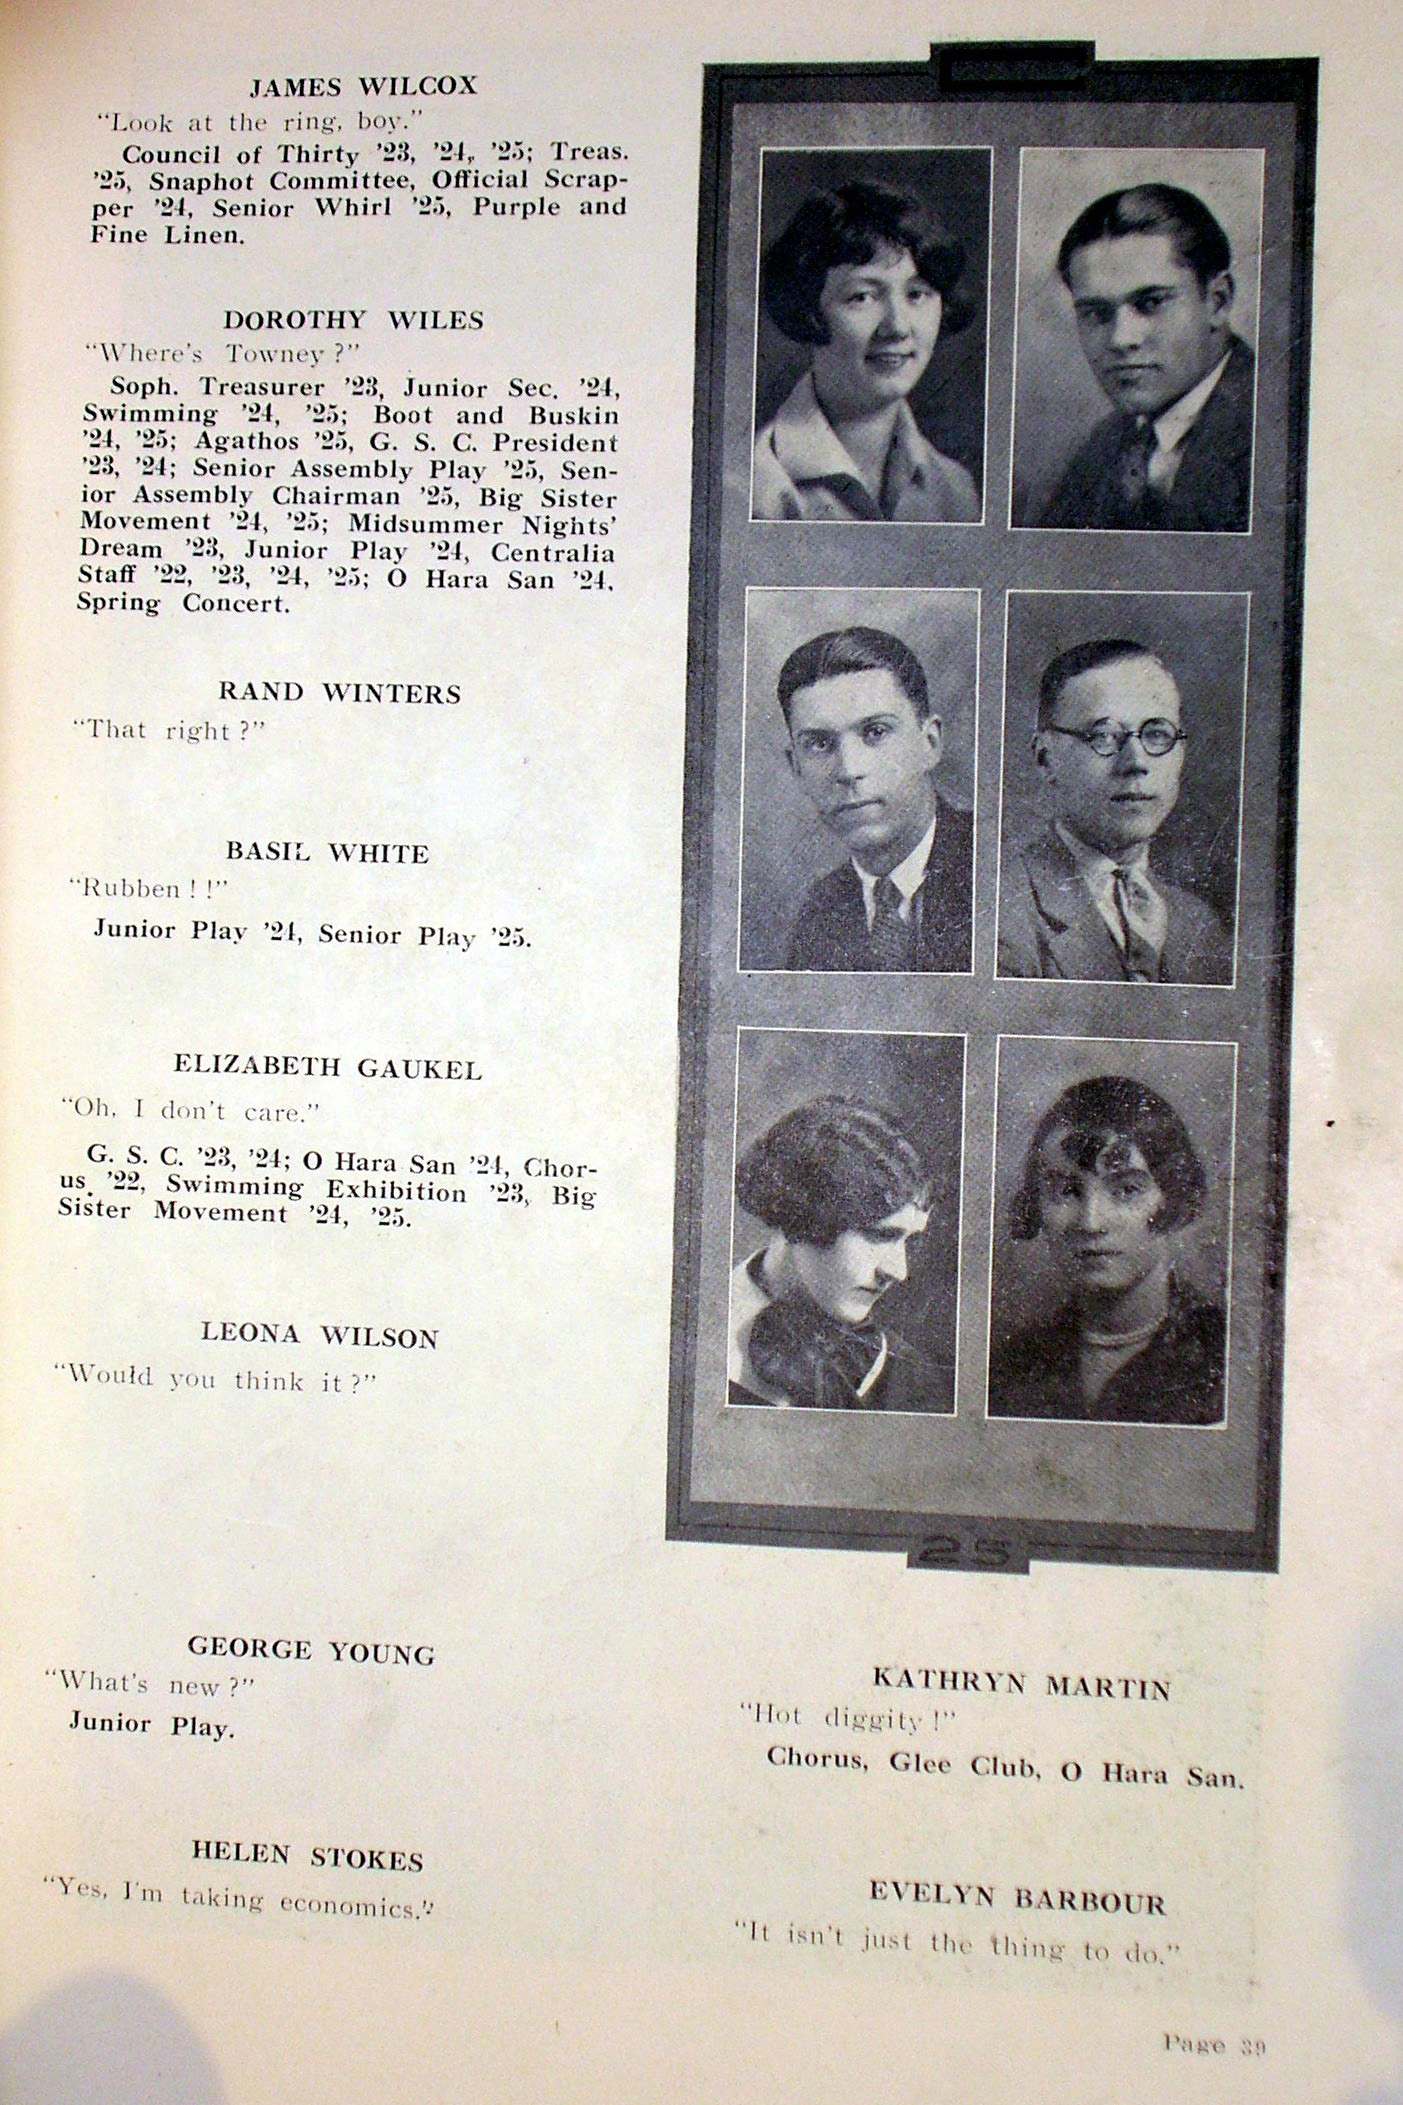 JAMES WILCOX
"Look at the ring, boy."
Council of Thirty '23, '24, '25; Treas.
'25, Snaphot Committee, Official Scrap-
per '24, Senior Whirl '25, Purple and
Fine Linen.
DOROTHY WILES
"Where's Towney?"
Soph. Treasurer '23, Junior Sec. '24,
Swimming '24, '25; Boot and Buskin
'24, '25; Agathos '25, G. S. C. President
'23, '24; Senior Assembly Play '25, Sen-
ior Assembly Chairman '25, Big Sister
Movement '24, '25; Midsummer Nights'
Dream '23, Junior Play '24, Centralia
Staff '22, '23, '24, '25; O Hara San '24,
Spring Concert.
RAND WINTERS
"That right?"
BASIL WHITE
"Rubben!!"
Junior Play '24, Senior Play '25.
ELIZABETH GAUKEL
"Oh, I don't care."
G. S. C. '23, '24; O Hara San '24, Chor-
us, '22, Swimming Exhibition '23, Big
Sister Movement '24, '25.
LEONA WILSON
"Would you think it?"
25
GEORGE YOUNG
"What's new?"
Junior Play.
HELEN STOKES
"Yes, I'm taking economics."
KATHRYN MARTIN
"Hot diggity!"
Chorus, Glee Club, O Hara San.
EVELYN BARBOUR
"It isn't just the thing to do."
Page 39